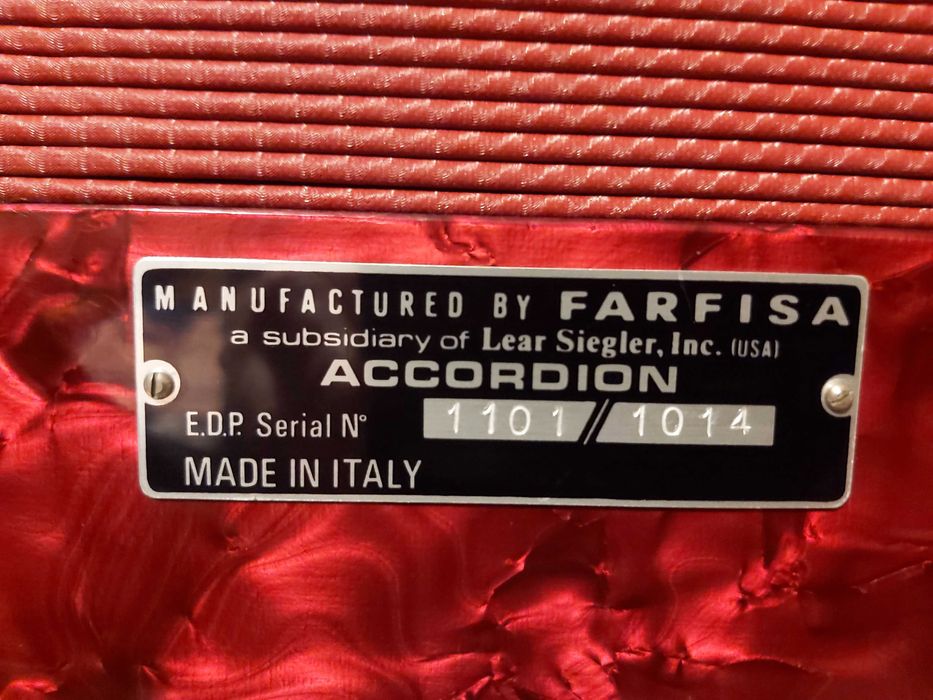 MANUFACTURED BY FARFISA
a subsidiary of Lear Siegler, Inc. (USA)
ACCORDION
E.D.P. Serial N° 1101/1014
MADE IN ITALY